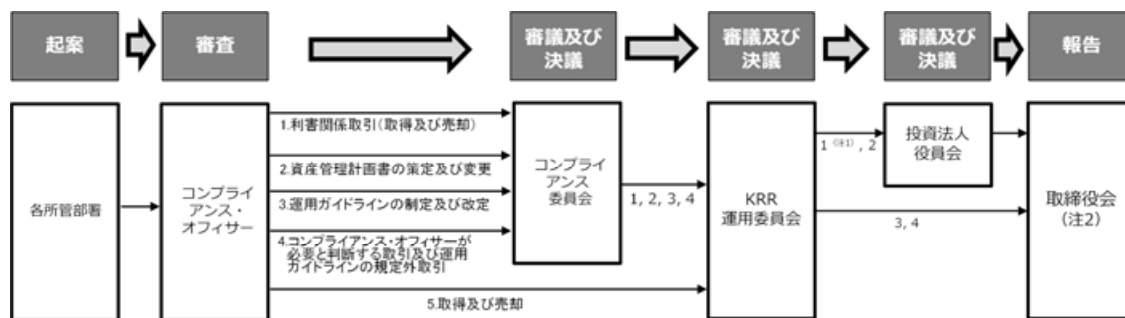 起案
審査
審議及び
決議
審議及び
決議
審議及び
決議
報告
各所管部署
コンプライ
アンス・
オフィサー
1.利害関係取引(取得及び売却)
2.資産管理計画書の策定及び変更
3.運用ガイドラインの制定及び改定
4.コンプライアンス・オフィサーが
必要と判断する取引及び運用
ガイドラインの規定外取引
5.取得及び売却
コンプライ
アンス
委員会
1, 2, 3, 4
KRR
運用委員会
1 (注1), 2
3, 4
投資法人
役員会
取締役会
(注2)